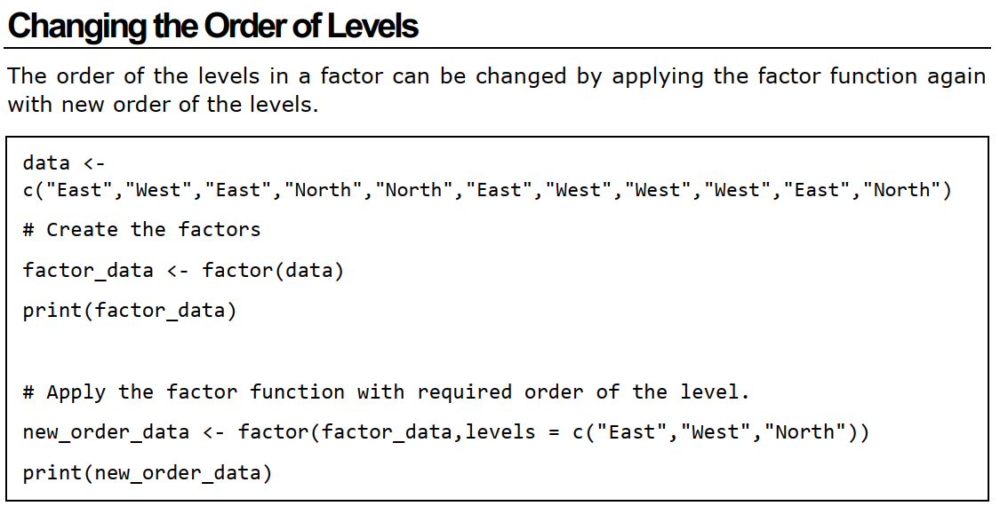 Changing the Order of Levels
The order of the levels in a factor can be changed by applying the factor function again
with new order of the levels.
data <-
c("East","West","East","North","North","East","West","West","West","East","North")
# Create the factors
factor_data <- factor(data)
print(factor_data)
# Apply the factor function with required order of the level.
new_order_data <- factor(factor_data,levels = c("East","West","North"))
print(new_order_data)